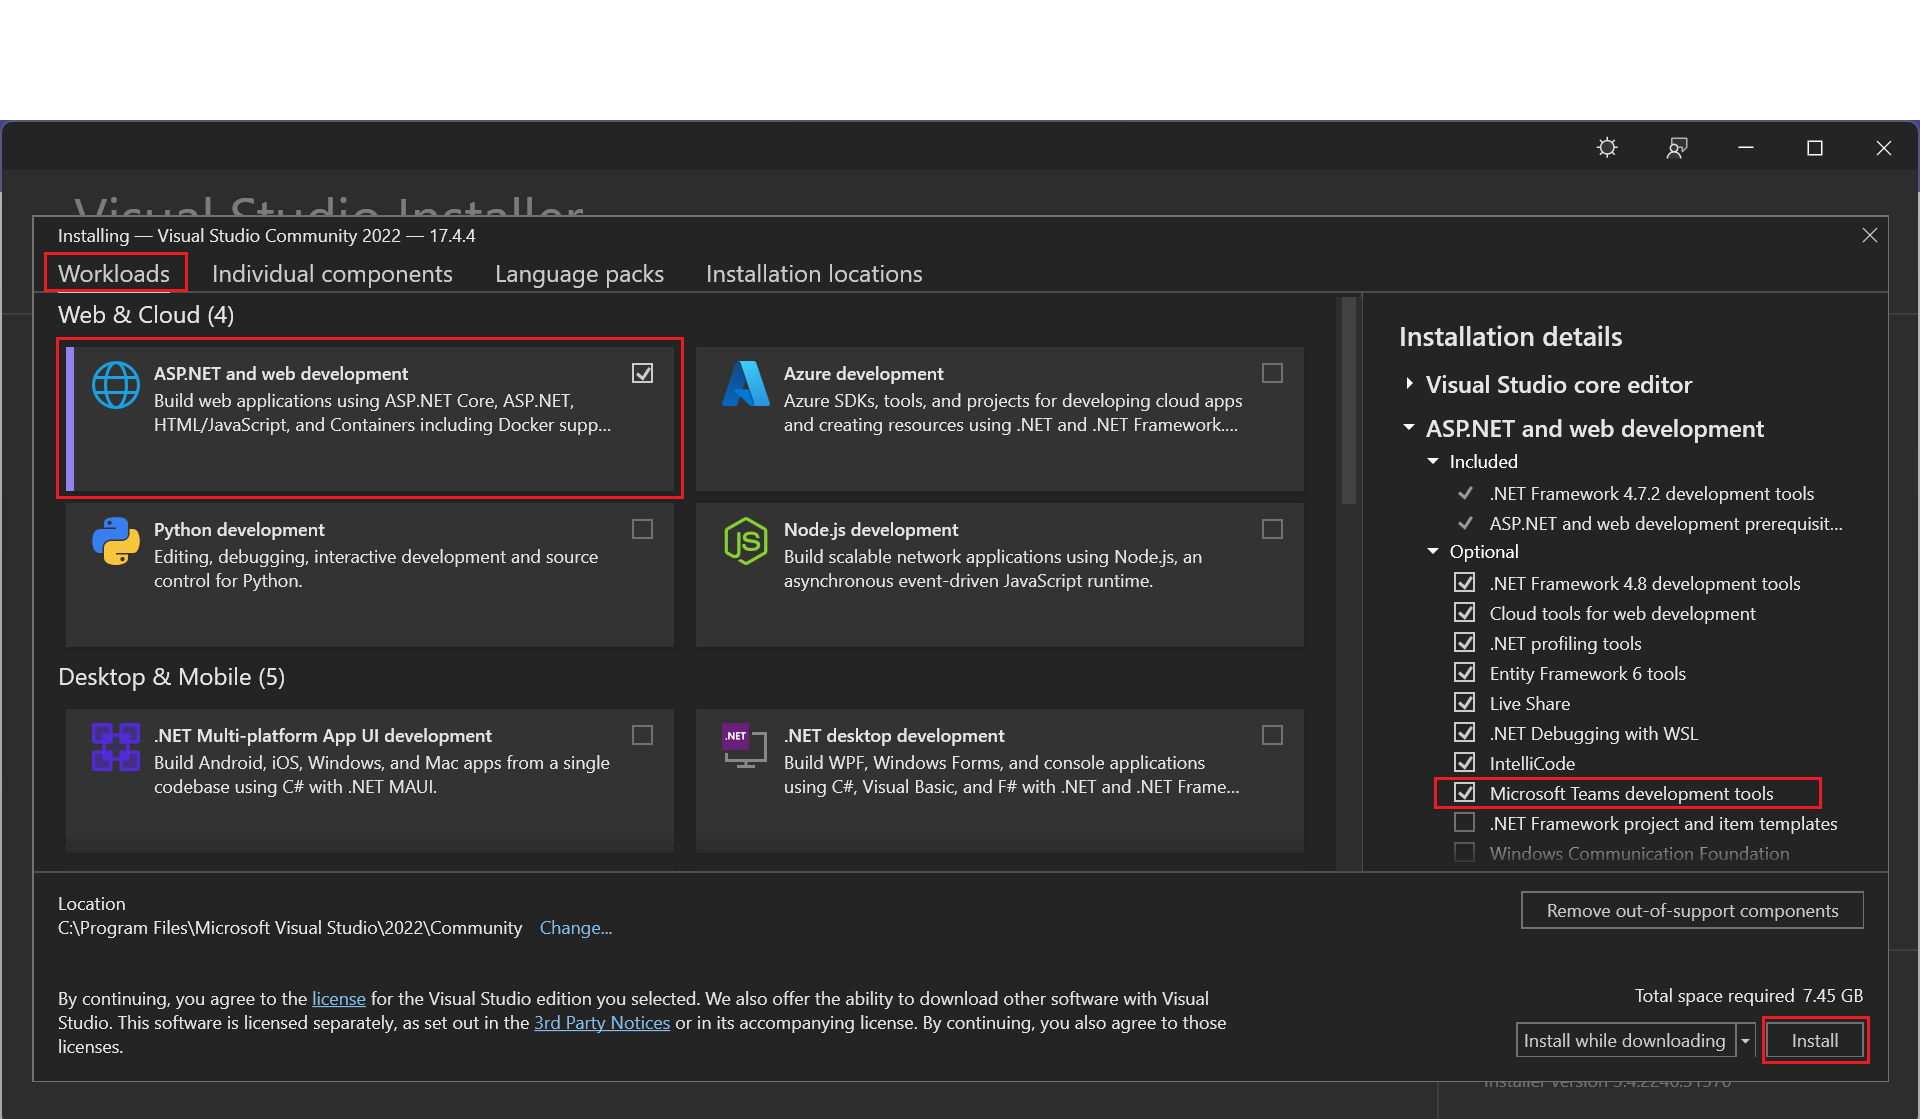 Visual Studio Installer
Installing — Visual Studio Community 2022 — 17.4.4
Workloads
Individual components
Language packs
Installation locations
Web & Cloud (4)
ASP.NET and web development
Build web applications using ASP.NET Core, ASP.NET,
HTML/JavaScript, and Containers including Docker supp...
Azure development
Azure SDKs, tools, and projects for developing cloud apps
and creating resources using .NET and .NET Framework....
Python development
Editing, debugging, interactive development and source
control for Python.
JS
Node.js development
Build scalable network applications using Node.js, an
asynchronous event-driven JavaScript runtime.
Desktop & Mobile (5)
.NET Multi-platform App UI development
Build Android, iOS, Windows, and Mac apps from a single
codebase using C# with .NET MAUI.
.NET
.NET desktop development
Build WPF, Windows Forms, and console applications
using C#, Visual Basic, and F# with .NET and .NET Frame...
Installation details
Visual Studio core editor
ASP.NET and web development
Included
.NET Framework 4.7.2 development tools
ASP.NET and web development prerequisit...
Optional
.NET Framework 4.8 development tools
Cloud tools for web development
.NET profiling tools
Entity Framework 6 tools
Live Share
.NET Debugging with WSL
IntelliCode
Microsoft Teams development tools
.NET Framework project and item templates
Windows Communication Foundation
Location
C:\Program Files\Microsoft Visual Studio\2022\Community Change...
Remove out-of-support components
By continuing, you agree to the license for the Visual Studio edition you selected. We also offer the ability to download other software with Visual
Studio. This software is licensed separately, as set out in the 3rd Party Notices or in its accompanying license. By continuing, you also agree to those
licenses.
Total space required 7.45 GB
Install while downloading
Install
Installer version